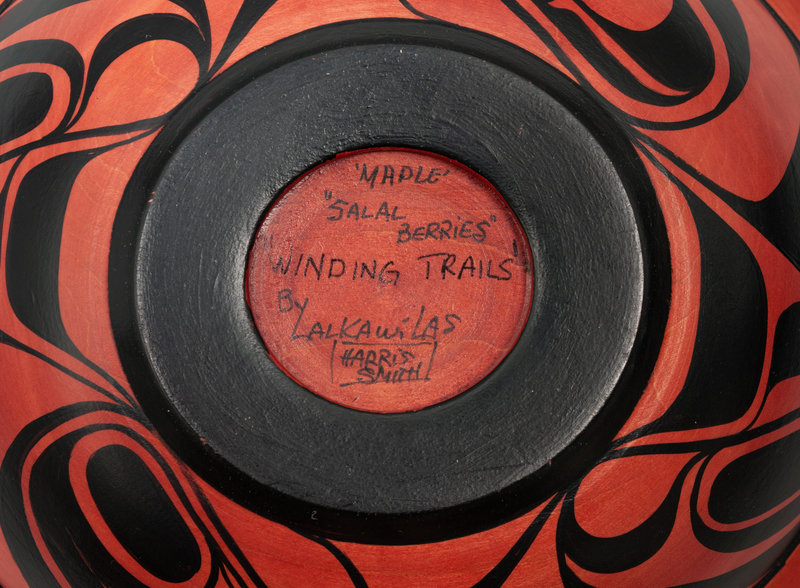 'MAPLE'
"SALAL
BERRIES"
WINDING TRAILS'
By
LALKAWILAS
HARRIS
SMITH